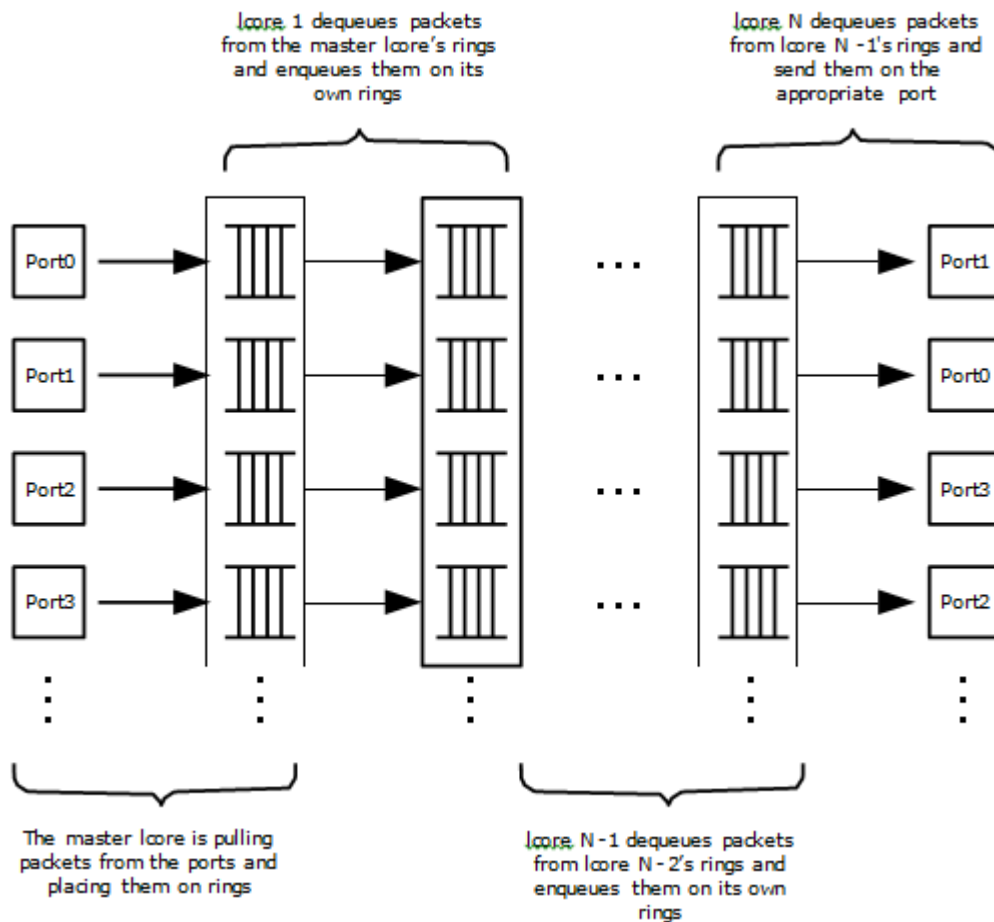 lcore 1 dequeues packets
from the master lcore's rings
and enqueues them on its
own rings
lcore N dequeues packets
from lcore N -1's rings and
send them on the
appropriate port
Port0
Port1
Port1
Port0
Port2
Port3
Port3
Port2
The master lcore is pulling
packets from the ports and
placing them on rings
lcore N-1 dequeues packets
from lcore N-2's rings and
enqueues them on its own
rings